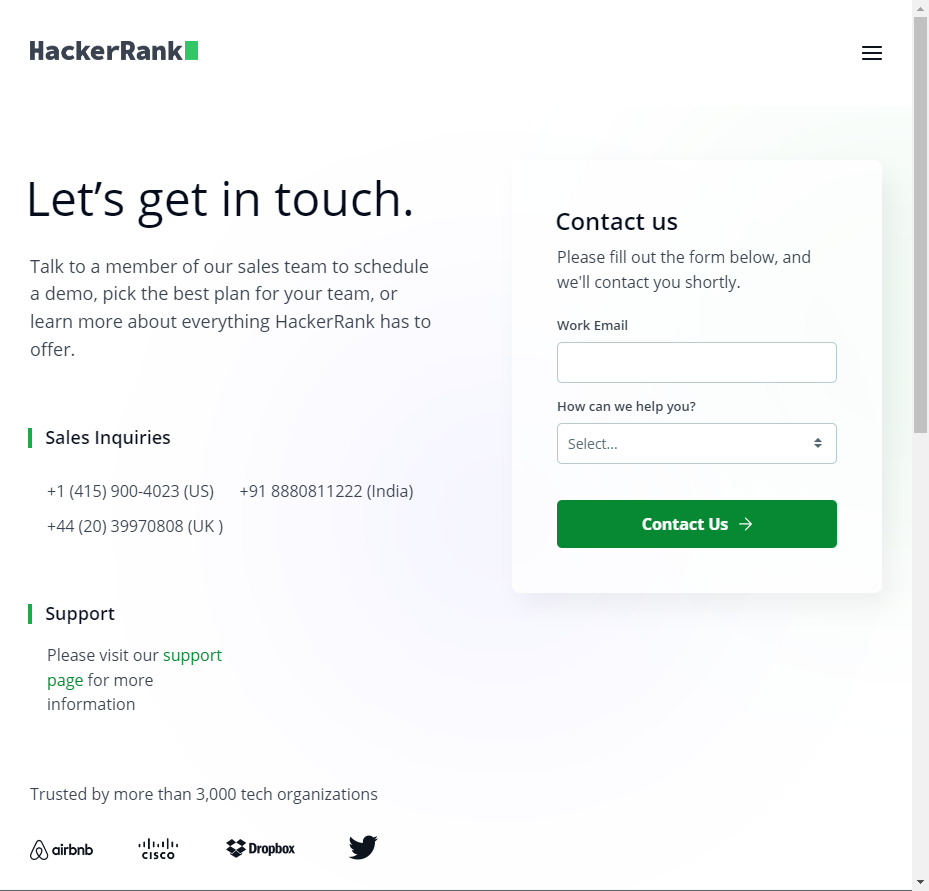 HackerRank
Let’s get in touch.
Talk to a member of our sales team to schedule
a demo, pick the best plan for your team, or
learn more about everything HackerRank has to
offer.
Sales Inquiries
+1 (415) 900-4023 (US) +91 8880811222 (India)
+44 (20) 39970808 (UK )
Support
Please visit our support
page for more
information
Trusted by more than 3,000 tech organizations
airbnb
CISCO
Dropbox
Contact us
Please fill out the form below, and
we'll contact you shortly.
Work Email
How can we help you?
Select...
Contact Us →